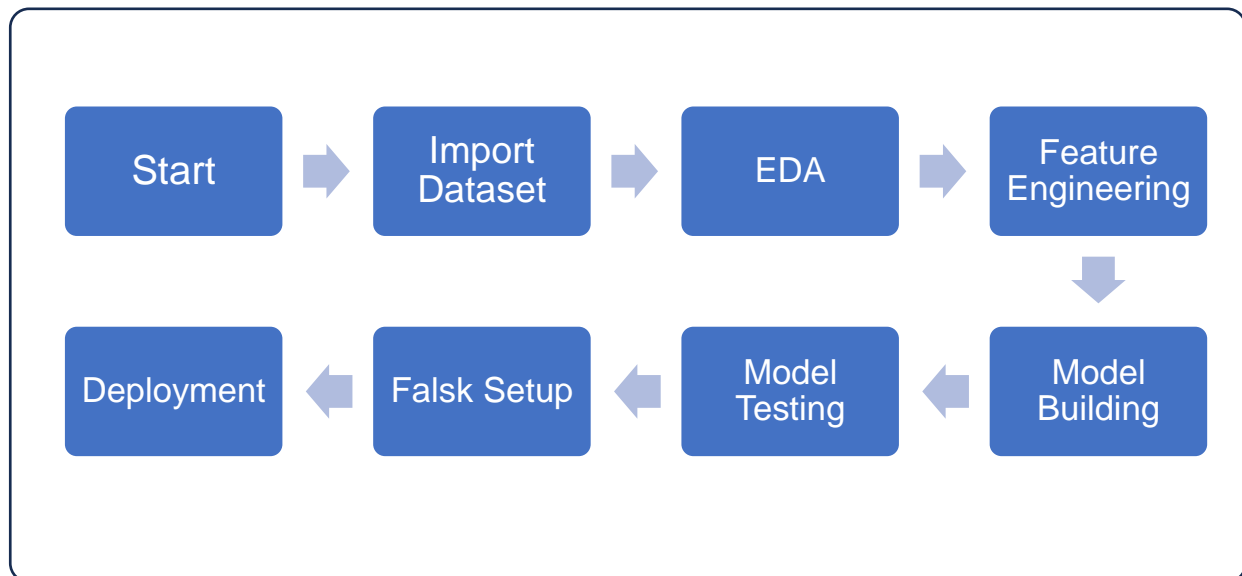 Start
Import
Dataset
EDA
Feature
Engineering
Model
Building
Model
Testing
Falsk Setup
Deployment